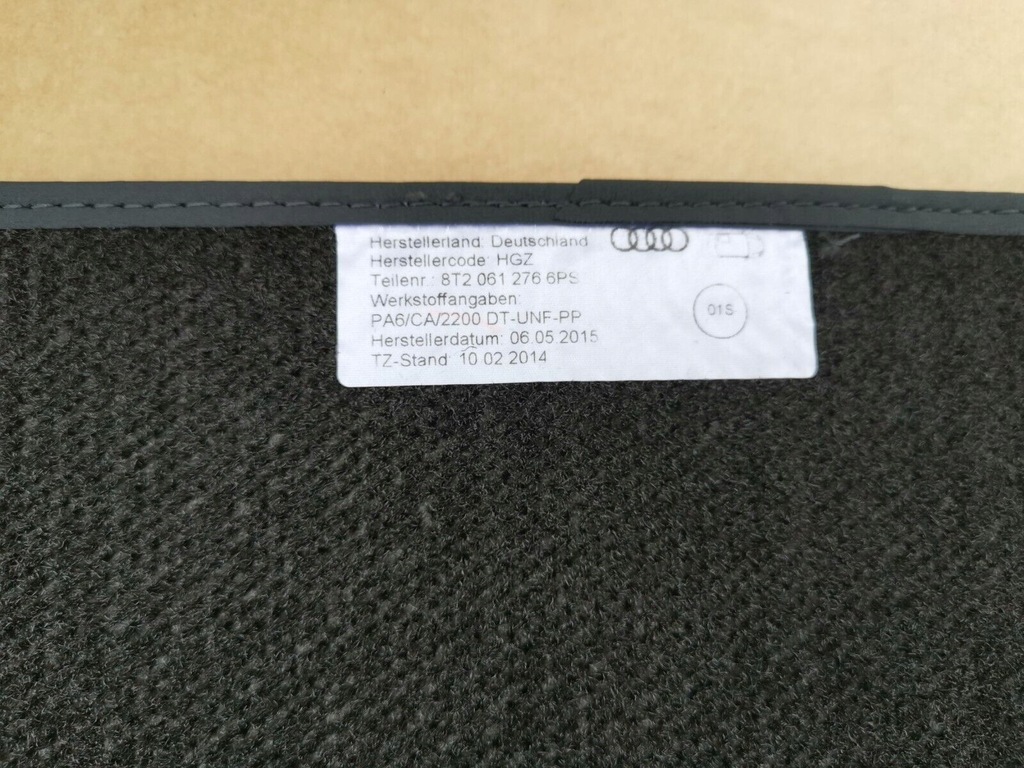 Herstellerland: Deutschland
Herstellercode: HGZ
Teilenr.: 8T2 061 276 6PS
01S
Werkstoffangaben:
PA6/CA/2200 DT-UNF-PP
Herstellerdatum: 06.05.2015
TZ-Stand: 10.02.2014